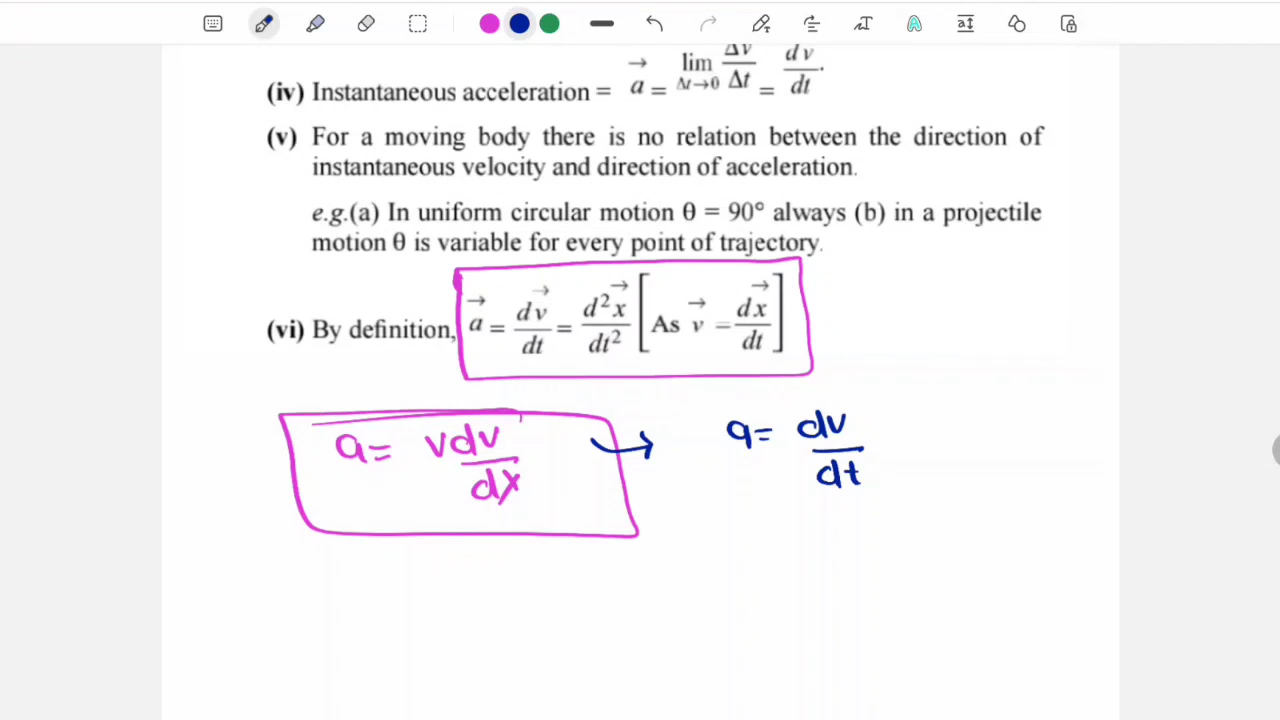 (iv) Instantaneous acceleration = a⃗ = lim Δt→0 Δv/Δt = dv/dt.
(v) For a moving body there is no relation between the direction of
instantaneous velocity and direction of acceleration.
e.g.(a) In uniform circular motion θ = 90° always (b) in a projectile
motion θ is variable for every point of trajectory.
(vi) By definition, a⃗ = dv⃗/dt = d²x⃗/dt² [As v⃗ = dx⃗/dt]
a = vdv/dx → a = dv/dt